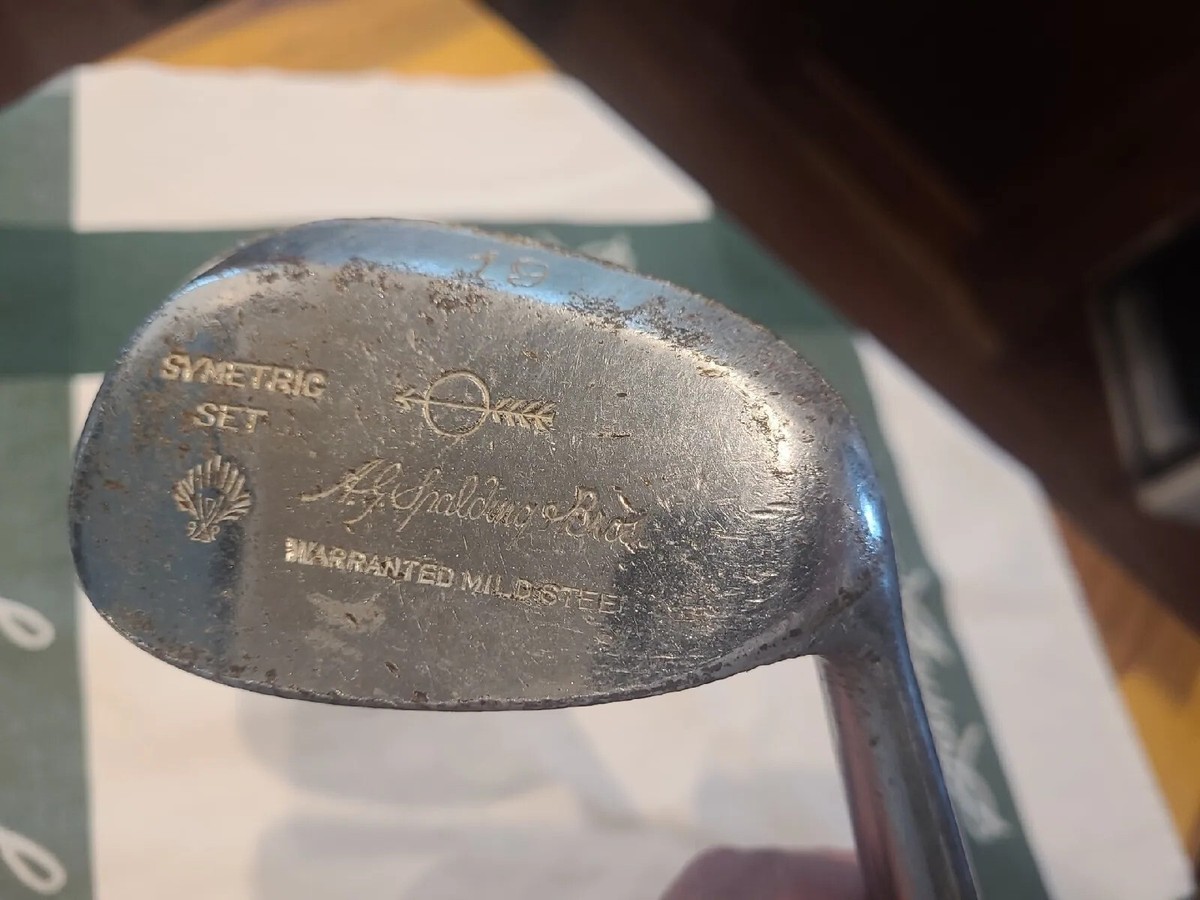 19
SYMETRIC
SET
A.G. Spalding & Bros.
WARRANTED MILD STEEL